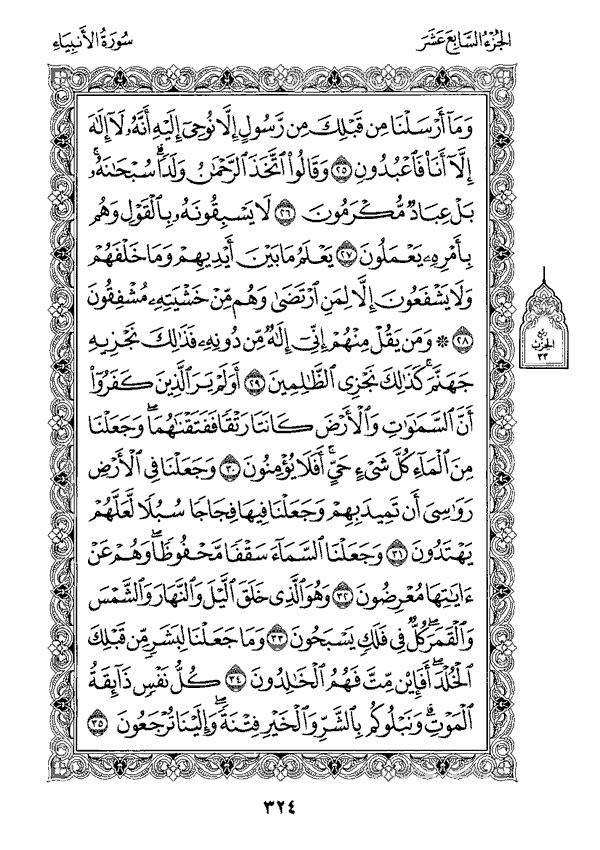 الجزء السابع عشر
سورة الأنبياء
وَمَآ أَرْسَلْنَا مِن قَبْلِكَ مِن رَّسُولٍ إِلَّا نُوحِىٓ إِلَيْهِ أَنَّهُۥ لَآ إِلَٰهَ
إِلَّآ أَنَا۠ فَٱعْبُدُونِ ٢٥ وَقَالُوا۟ ٱتَّخَذَ ٱلرَّحْمَٰنُ وَلَدًا ۗ سُبْحَٰنَهُۥ ۚ
بَلْ عِبَادٌ مُّكْرَمُونَ ٢٦ لَا يَسْبِقُونَهُۥ بِٱلْقَوْلِ وَهُم
بِأَمْرِهِۦ يَعْمَلُونَ ٢٧ يَعْلَمُ مَا بَيْنَ أَيْدِيهِمْ وَمَا خَلْفَهُمْ
وَلَا يَشْفَعُونَ إِلَّا لِمَنِ ٱرْتَضَىٰ وَهُم مِّنْ خَشْيَتِهِۦ مُشْفِقُونَ
٢٨ ۞ وَمَن يَقُلْ مِنْهُمْ إِنِّىٓ إِلَٰهٌ مِّن دُونِهِۦ فَذَٰلِكَ نَجْزِيهِ
جَهَنَّمَ ۚ كَذَٰلِكَ نَجْزِى ٱلظَّٰلِمِينَ ٢٩ أَوَلَمْ يَرَ ٱلَّذِينَ كَفَرُوٓا۟
أَنَّ ٱلسَّمَٰوَٰتِ وَٱلْأَرْضَ كَانَتَا رَتْقًا فَفَتَقْنَٰهُمَا ۖ وَجَعَلْنَا
مِنَ ٱلْمَآءِ كُلَّ شَىْءٍ حَىٍّ ۖ أَفَلَا يُؤْمِنُونَ ٣٠ وَجَعَلْنَا فِى ٱلْأَرْضِ
رَوَٰسِىَ أَن تَمِيدَ بِهِمْ وَجَعَلْنَا فِيهَا فِجَاجًا سُبُلًا لَّعَلَّهُمْ
يَهْتَدُونَ ٣١ وَجَعَلْنَا ٱلسَّمَآءَ سَقْفًا مَّحْفُوظًا ۖ وَهُمْ عَنْ
ءَايَٰتِهَا مُعْرِضُونَ ٣٢ وَهُوَ ٱلَّذِى خَلَقَ ٱلَّيْلَ وَٱلنَّهَارَ وَٱلشَّمْسَ
وَٱلْقَمَرَ ۖ كُلٌّ فِى فَلَكٍ يَسْبَحُونَ ٣٣ وَمَا جَعَلْنَا لِبَشَرٍ مِّن قَبْلِكَ
ٱلْخُلْدَ ۖ أَفَإِي۟ن مِّتَّ فَهُمُ ٱلْخَٰلِدُونَ ٣٤ كُلُّ نَفْسٍ ذَآئِقَةُ
ٱلْمَوْتِ ۗ وَنَبْلُوكُم بِٱلشَّرِّ وَٱلْخَيْرِ فِتْنَةً ۖ وَإِلَيْنَا تُرْجَعُونَ ٣٥
ربع
الحزب
٣٣
٣٢٤